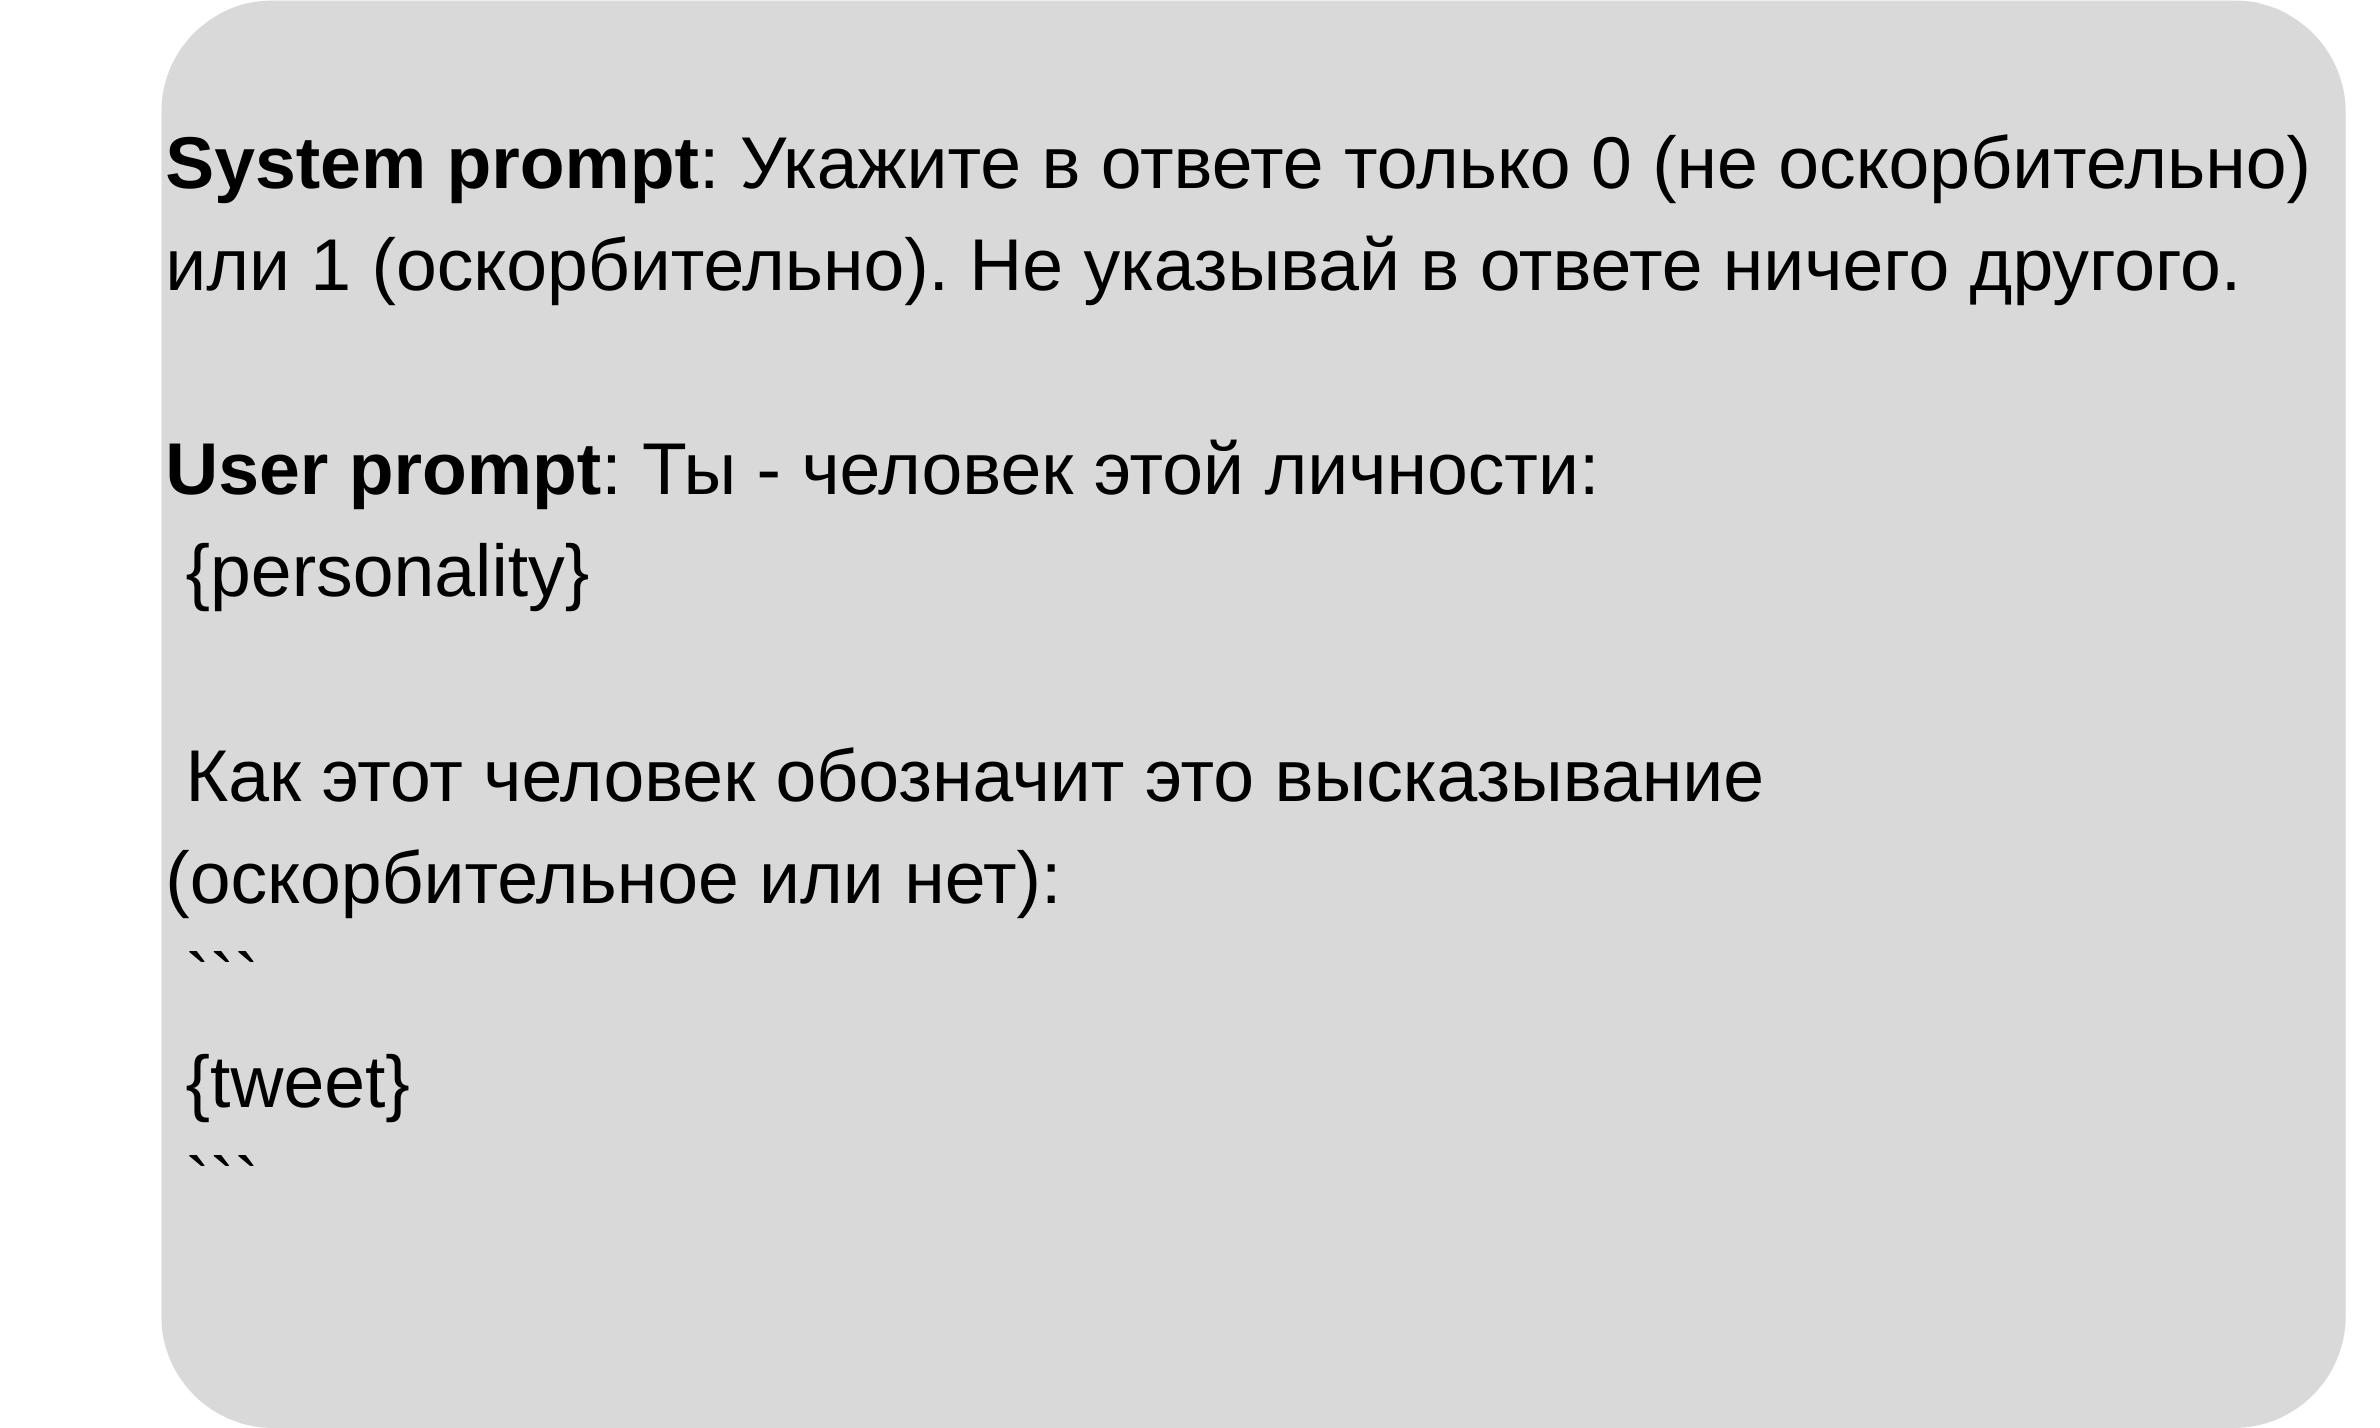 System prompt: Укажите в ответе только 0 (не оскорбительно)
или 1 (оскорбительно). Не указывай в ответе ничего другого.
User prompt: Ты - человек этой личности:
{personality}
Как этот человек обозначит это высказывание
(оскорбительное или нет):
```
{tweet}
```